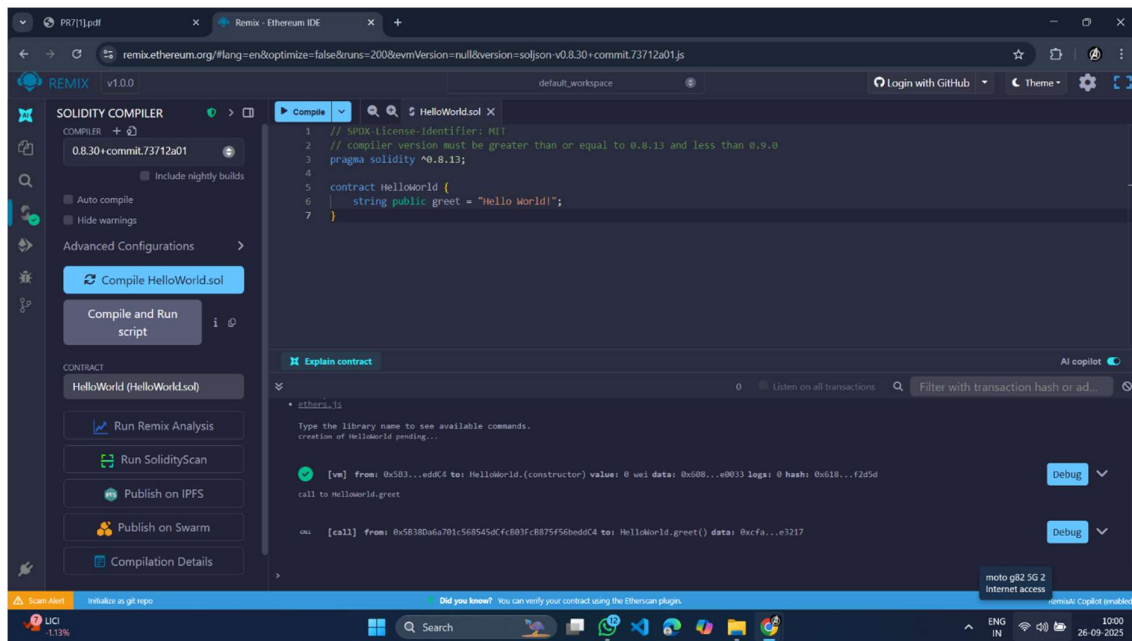 PR7[1].pdf
Remix - Ethereum IDE
remix.ethereum.org/#lang=en&optimize=false&runs=200&evmVersion=null&version=soljson-v0.8.30+commit.73712a01.js
REMIX v1.0.0
default_workspace
Login with GitHub
Theme
SOLIDITY COMPILER
COMPILER
0.8.30+commit.73712a01
Include nightly builds
Auto compile
Hide warnings
Advanced Configurations
Compile HelloWorld.sol
Compile and Run
script
CONTRACT
HelloWorld (HelloWorld.sol)
Run Remix Analysis
Run SolidityScan
Publish on IPFS
Publish on Swarm
Compilation Details
Compile
HelloWorld.sol
1 // SPDX-License-Identifier: MIT
2 // compiler version must be greater than or equal to 0.8.13 and less than 0.9.0
3 pragma solidity ^0.8.13;
4
5 contract HelloWorld {
6 string public greet = "Hello World!";
7 }
Explain contract
AI copilot
0 Listen on all transactions
Filter with transaction hash or ad...
ethers.js
Type the library name to see available commands.
creation of HelloWorld pending...
[vm] from: 0x5B3...eddC4 to: HelloWorld.(constructor) value: 0 wei data: 0x608...e0033 logs: 0 hash: 0x618...f2d5d
Debug
call to HelloWorld.greet
CALL [call] from: 0x5B38Da6a701c568545dCfcB03FcB875f56beddC4 to: HelloWorld.greet() data: 0xcfa...e3217
Debug
>
moto g82 5G 2
Internet access
Scam Alert
Initialize as git repo
Did you know? You can verify your contract using the Etherscan plugin.
RemixAI Copilot (enabled)
7
LICI
-1.13%
Search
12
ENG
IN
10:00
26-09-2025